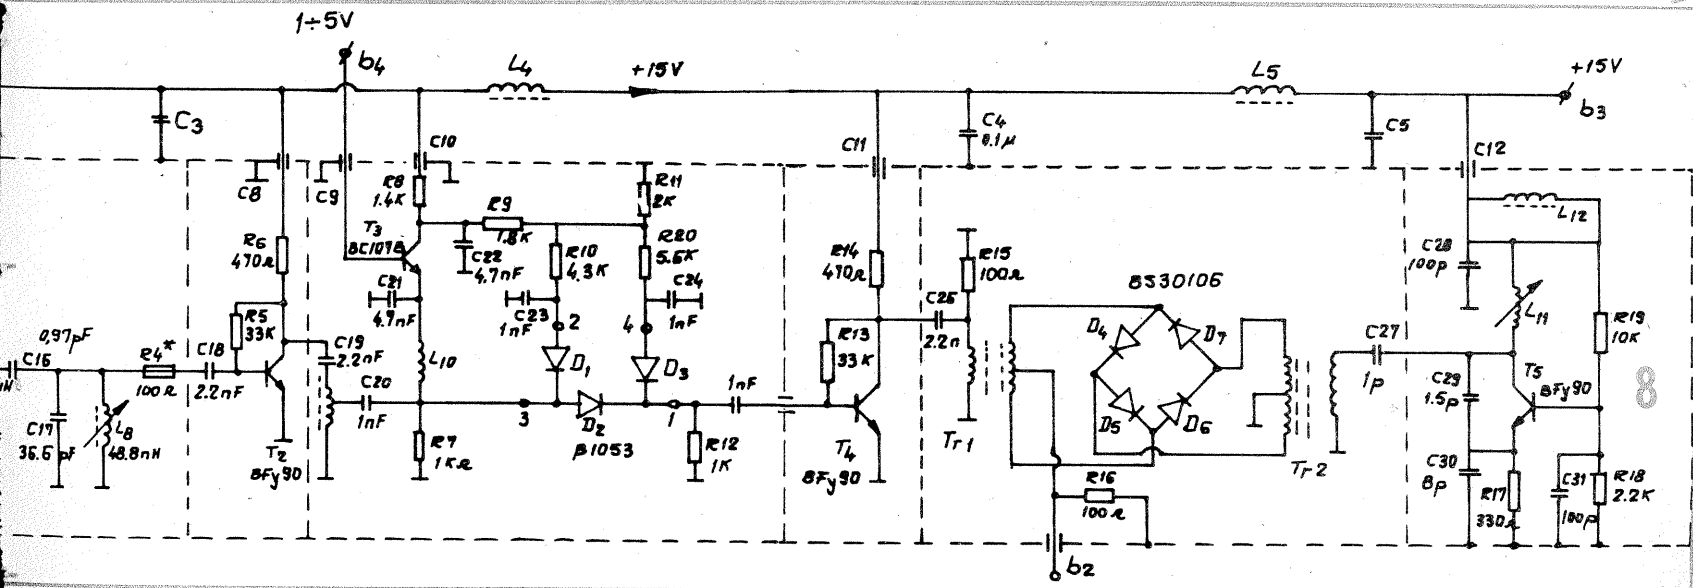 1÷5V
b4
L4
+15V
L5
+15V
b3
C3
C4
0.1μ
C5
C8
C9
C10
C11
C12
R8
1.4K
R9
1.8K
R11
2K
T3
BC107B
C22
4.7nF
R10
4.3K
R20
5.6K
R6
470Ω
R14
470Ω
R15
100Ω
BS30106
L12
C28
100p
C21
4.7nF
C23
1nF
2
4
C24
1nF
C25
2.2n
L11
R5
33K
R13
33K
D4
D7
C27
1p
R19
10K
0,97pF
C16
R4*
100Ω
C18
2.2nF
C19
2.2nF
L10
D1
D3
C20
1nF
1nF
C29
1.5p
T5
BFy90
8
C17
36.5pF
L8
48.8nH
T2
BFy90
3
D2
B1053
1
R7
1KΩ
R12
1K
T4
BFy90
Tr1
D5
D6
Tr2
C30
8p
R16
100Ω
R17
330Ω
C31
100p
R18
2.2K
b2